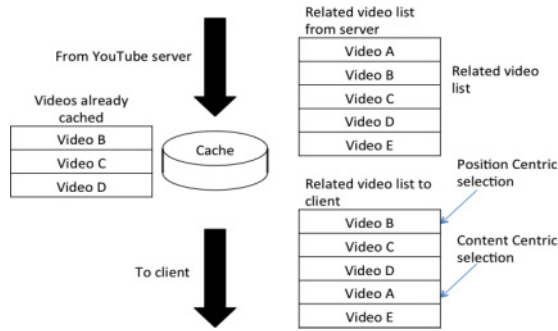 From YouTube server
Videos already
cached
Video B
Video C
Video D
Cache
To client
Related video list
from server
Video A
Video B
Video C
Video D
Video E
Related video
list
Related video list to
client
Video B
Video C
Video D
Video A
Video E
Position Centric
selection
Content Centric
selection